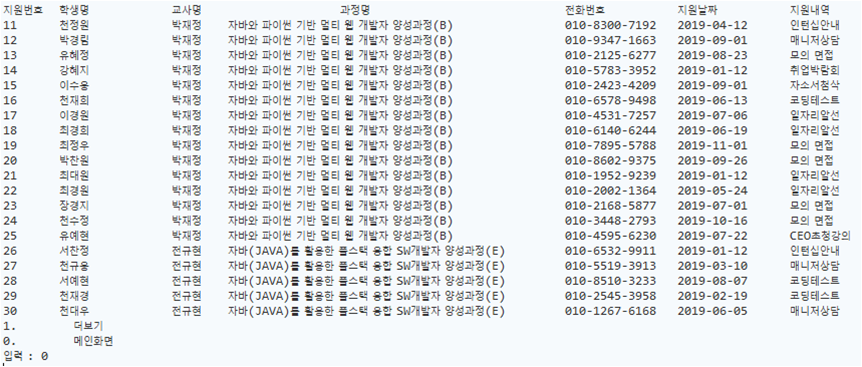 지원번호 학생명 교사명 과정명 전화번호 지원날짜 지원내역
11 천정원 박재정 자바와 파이썬 기반 멀티 웹 개발자 양성과정(B) 010-8300-7192 2019-04-12 인턴십안내
12 박경림 박재정 자바와 파이썬 기반 멀티 웹 개발자 양성과정(B) 010-9347-1663 2019-09-01 매니저상담
13 유혜정 박재정 자바와 파이썬 기반 멀티 웹 개발자 양성과정(B) 010-2125-6277 2019-08-23 모의 면접
14 강혜지 박재정 자바와 파이썬 기반 멀티 웹 개발자 양성과정(B) 010-5783-3952 2019-01-12 취업박람회
15 이수웅 박재정 자바와 파이썬 기반 멀티 웹 개발자 양성과정(B) 010-2423-4209 2019-09-01 자소서첨삭
16 천재희 박재정 자바와 파이썬 기반 멀티 웹 개발자 양성과정(B) 010-6578-9498 2019-06-13 코딩테스트
17 이경원 박재정 자바와 파이썬 기반 멀티 웹 개발자 양성과정(B) 010-4531-7257 2019-07-06 일자리알선
18 최경희 박재정 자바와 파이썬 기반 멀티 웹 개발자 양성과정(B) 010-6140-6244 2019-06-19 일자리알선
19 최정우 박재정 자바와 파이썬 기반 멀티 웹 개발자 양성과정(B) 010-7895-5788 2019-11-01 모의 면접
20 박찬원 박재정 자바와 파이썬 기반 멀티 웹 개발자 양성과정(B) 010-8602-9375 2019-09-26 모의 면접
21 최대원 박재정 자바와 파이썬 기반 멀티 웹 개발자 양성과정(B) 010-1952-9239 2019-01-12 일자리알선
22 최경원 박재정 자바와 파이썬 기반 멀티 웹 개발자 양성과정(B) 010-2002-1364 2019-05-24 일자리알선
23 장경지 박재정 자바와 파이썬 기반 멀티 웹 개발자 양성과정(B) 010-2168-5877 2019-07-01 모의 면접
24 천수정 박재정 자바와 파이썬 기반 멀티 웹 개발자 양성과정(B) 010-3448-2793 2019-10-16 모의 면접
25 유예현 박재정 자바와 파이썬 기반 멀티 웹 개발자 양성과정(B) 010-4595-6230 2019-07-22 CEO초청강의
26 서찬정 전규현 자바(JAVA)를 활용한 풀스택 융합 SW개발자 양성과정(E) 010-6532-9911 2019-01-12 인턴십안내
27 천규웅 전규현 자바(JAVA)를 활용한 풀스택 융합 SW개발자 양성과정(E) 010-5519-3913 2019-03-10 매니저상담
28 서예현 전규현 자바(JAVA)를 활용한 풀스택 융합 SW개발자 양성과정(E) 010-8510-3233 2019-08-07 코딩테스트
29 천재경 전규현 자바(JAVA)를 활용한 풀스택 융합 SW개발자 양성과정(E) 010-2545-3958 2019-02-19 코딩테스트
30 천대우 전규현 자바(JAVA)를 활용한 풀스택 융합 SW개발자 양성과정(E) 010-1267-6168 2019-06-05 매니저상담
1. 더보기
0. 메인화면
입력 : 0